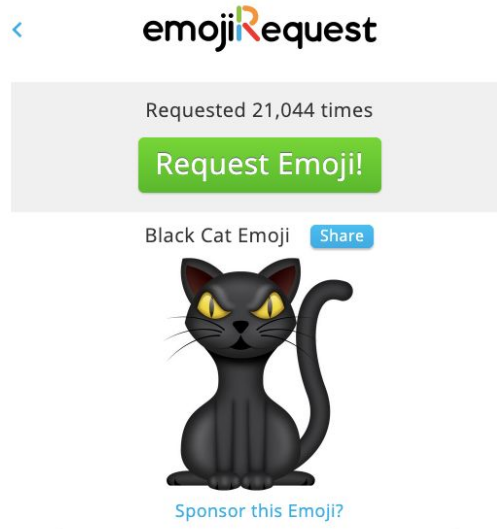 emojiRequest
Requested 21,044 times
Request Emoji!
Black Cat Emoji Share
Sponsor this Emoji?